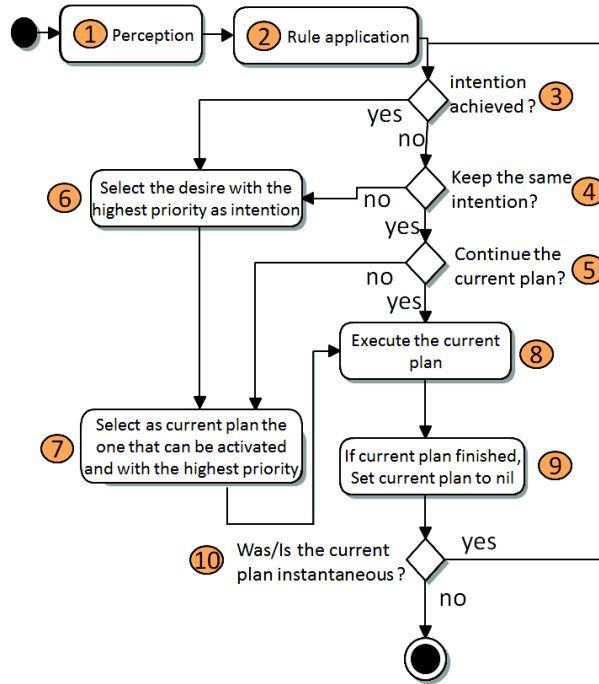 1 Perception
2 Rule application
intention
achieved ? 3
yes
no
Keep the same
intention? 4
no
yes
6 Select the desire with the
highest priority as intention
Continue the
current plan? 5
no
yes
Execute the current
plan 8
7 Select as current plan the
one that can be activated
and with the highest priority
If current plan finished,
Set current plan to nil 9
10 Was/Is the current
plan instantaneous ?
yes
no